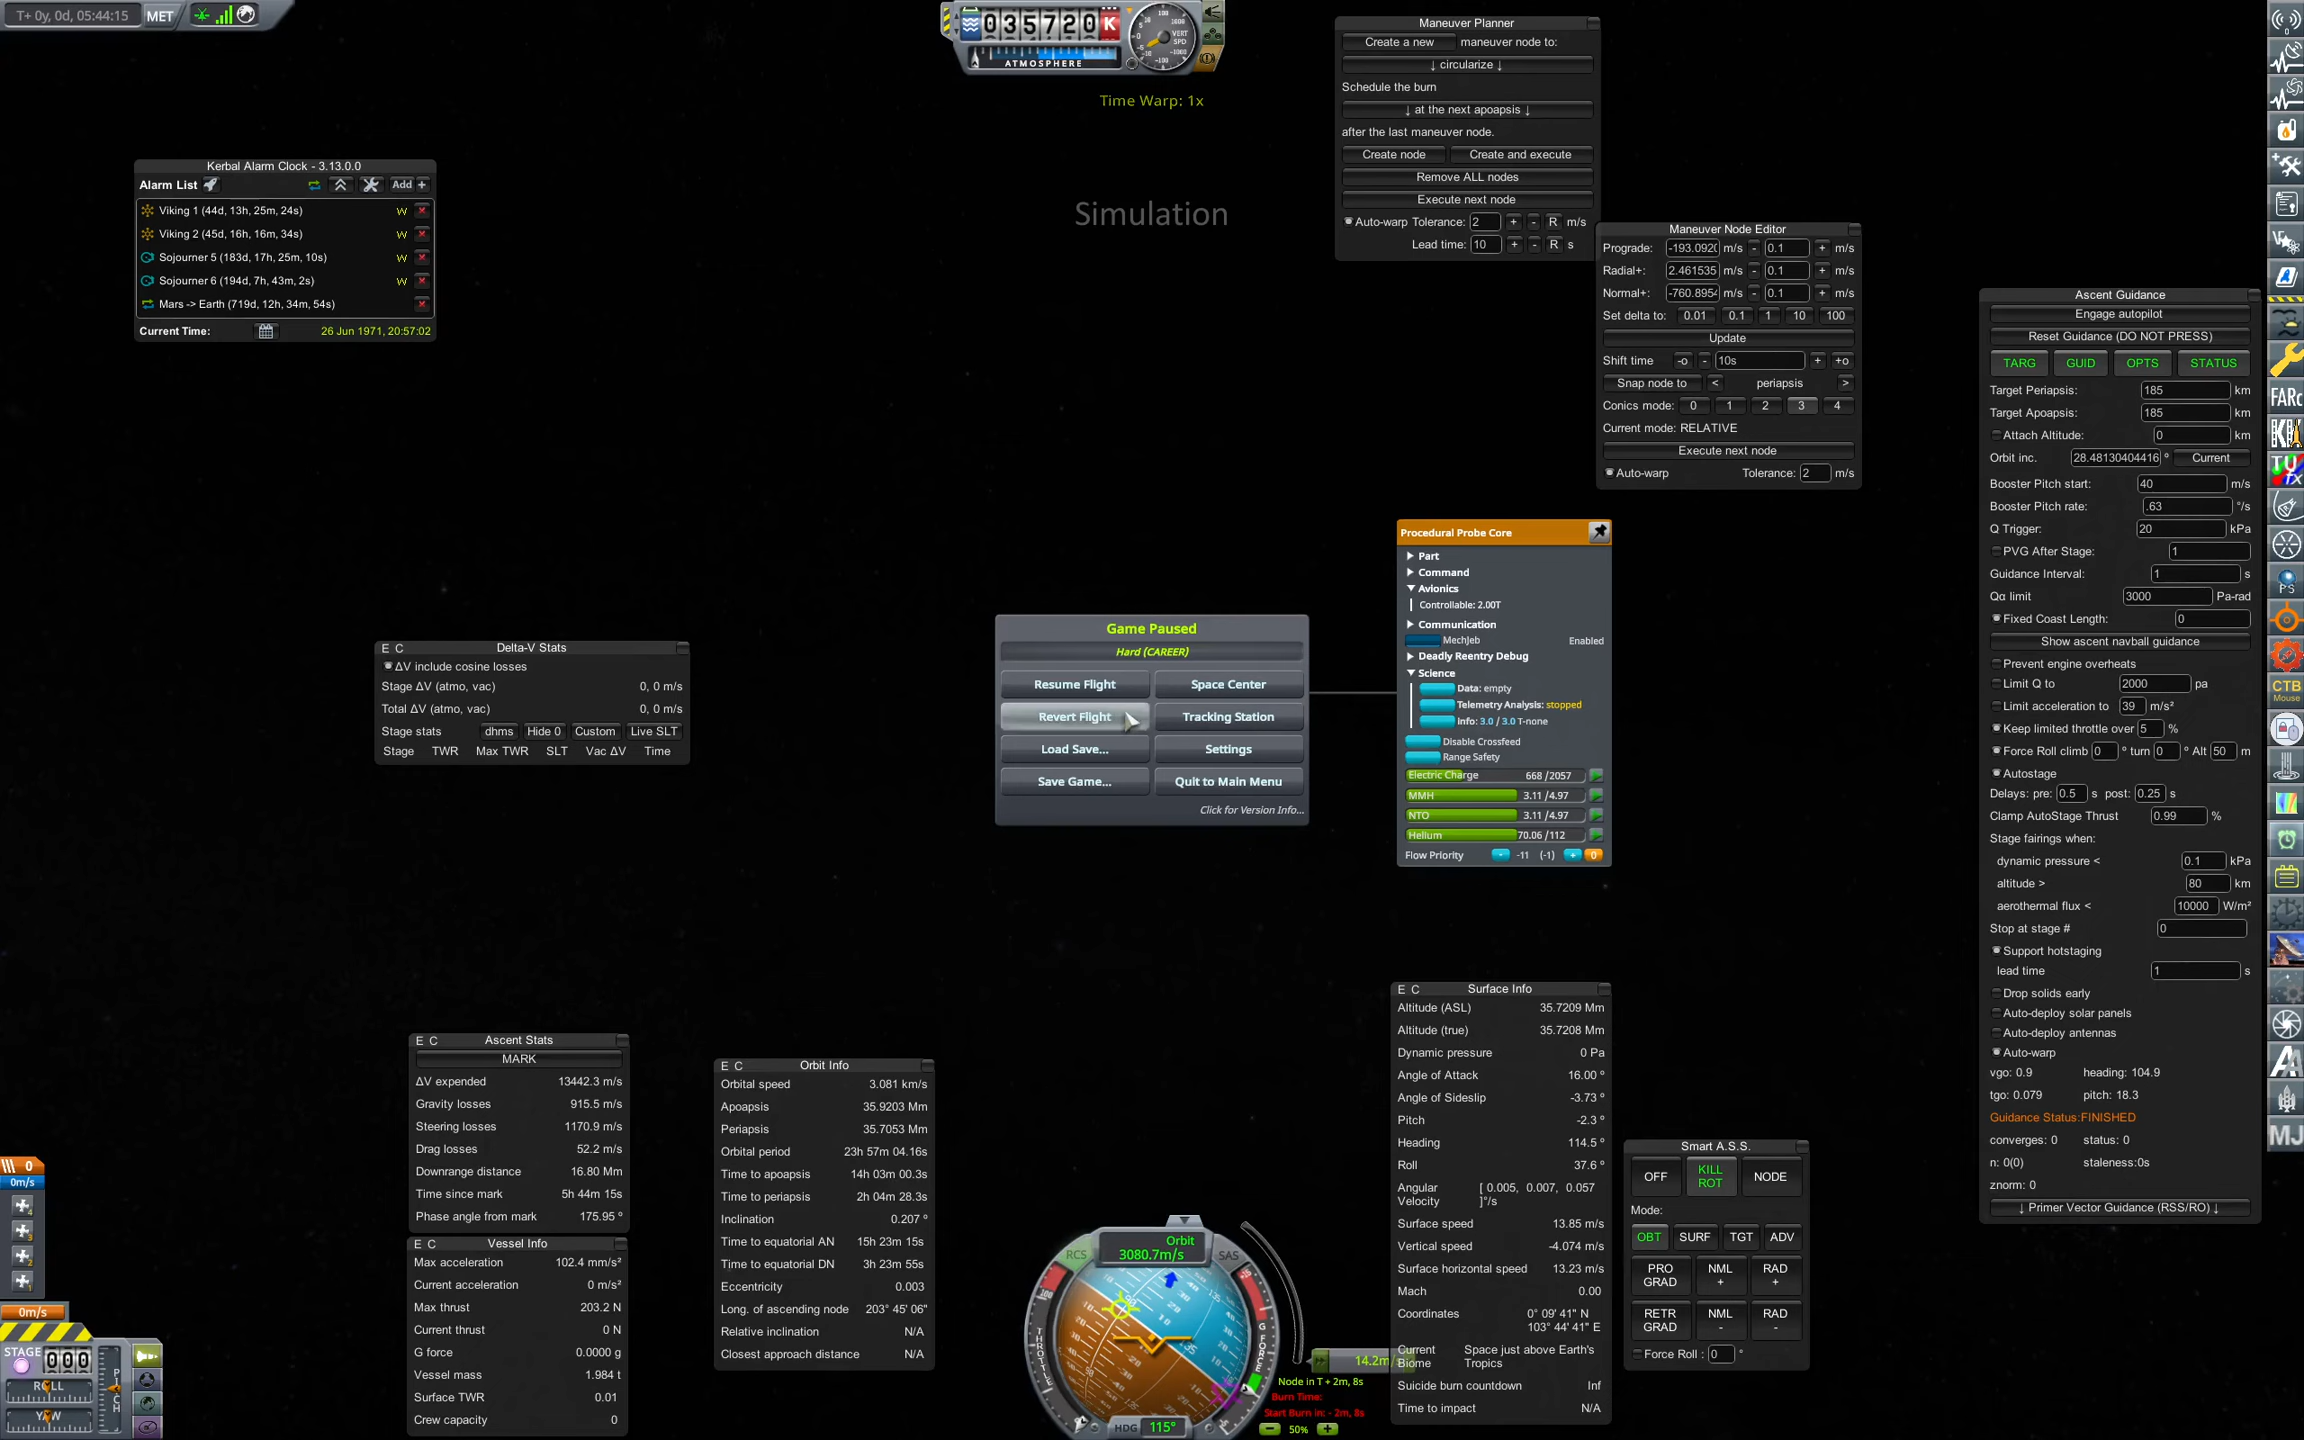 T+ 0y, 0d, 05:44:15 MET
035720 K
ATMOSPHERE
VERT SPD
Time Warp: 1x
Simulation
Kerbal Alarm Clock - 3.13.0.0
Alarm List Add +
Viking 1 (44d, 13h, 25m, 24s) W
Viking 2 (45d, 16h, 16m, 34s) W
Sojourner 5 (183d, 17h, 25m, 10s) W
Sojourner 6 (194d, 7h, 43m, 2s) W
Mars -> Earth (719d, 12h, 34m, 54s)
Current Time: 26 Jun 1971, 20:57:02
Maneuver Planner
Create a new maneuver node to:
↓ circularize ↓
Schedule the burn
↓ at the next apoapsis ↓
after the last maneuver node.
Create node Create and execute
Remove ALL nodes
Execute next node
Auto-warp Tolerance: 2 + - R m/s
Lead time: 10 + - R s
Maneuver Node Editor
Prograde: -193.092( m/s - 0.1 + m/s
Radial+: 2.461535 m/s - 0.1 + m/s
Normal+: -760.8954 m/s - 0.1 + m/s
Set delta to: 0.01 0.1 1 10 100
Update
Shift time -o - 10s + +o
Snap node to < periapsis >
Conics mode: 0 1 2 3 4
Current mode: RELATIVE
Execute next node
Auto-warp Tolerance: 2 m/s
Ascent Guidance
Engage autopilot
Reset Guidance (DO NOT PRESS)
TARG GUID OPTS STATUS
Target Periapsis: 185 km
Target Apoapsis: 185 km
Attach Altitude: 0 km
Orbit inc. 28.48130404416 º Current
Booster Pitch start: 40 m/s
Booster Pitch rate: .63 °/s
Q Trigger: 20 kPa
PVG After Stage: 1
Guidance Interval: 1 s
Qα limit 3000 Pa-rad
Fixed Coast Length: 0
Show ascent navball guidance
Prevent engine overheats
Limit Q to 2000 pa
Limit acceleration to 39 m/s²
Keep limited throttle over 5 %
Force Roll climb 0 º turn 0 º Alt 50 m
Autostage
Delays: pre: 0.5 s post: 0.25 s
Clamp AutoStage Thrust 0.99 %
Stage fairings when:
dynamic pressure < 0.1 kPa
altitude > 80 km
aerothermal flux < 10000 W/m²
Stop at stage # 0
Support hotstaging
lead time 1 s
Drop solids early
Auto-deploy solar panels
Auto-deploy antennas
Auto-warp
vgo: 0.9 heading: 104.9
tgo: 0.079 pitch: 18.3
Guidance Status:FINISHED
converges: 0 status: 0
n: 0(0) staleness:0s
znorm: 0
↓ Primer Vector Guidance (RSS/RO) ↓
Procedural Probe Core
Part
Command
Avionics
Controllable: 2.00T
Communication
MechJeb Enabled
Deadly Reentry Debug
Science
Data: empty
Telemetry Analysis: stopped
Info: 3.0 / 3.0 T-none
Disable Crossfeed
Range Safety
Electric Charge 668 /2057
MMH 3.11 /4.97
NTO 3.11 /4.97
Helium 70.06 /112
Flow Priority - -11 (-1) + 0
Game Paused
Hard (CAREER)
Resume Flight Space Center
Revert Flight Tracking Station
Load Save... Settings
Save Game... Quit to Main Menu
Click for Version Info...
E C Delta-V Stats
ΔV include cosine losses
Stage ΔV (atmo, vac) 0, 0 m/s
Total ΔV (atmo, vac) 0, 0 m/s
Stage stats dhms Hide 0 Custom Live SLT
Stage TWR Max TWR SLT Vac ΔV Time
E C Ascent Stats
MARK
ΔV expended 13442.3 m/s
Gravity losses 915.5 m/s
Steering losses 1170.9 m/s
Drag losses 52.2 m/s
Downrange distance 16.80 Mm
Time since mark 5h 44m 15s
Phase angle from mark 175.95 º
E C Vessel Info
Max acceleration 102.4 mm/s²
Current acceleration 0 m/s²
Max thrust 203.2 N
Current thrust 0 N
G force 0.0000 g
Vessel mass 1.984 t
Surface TWR 0.01
Crew capacity 0
E C Orbit Info
Orbital speed 3.081 km/s
Apoapsis 35.9203 Mm
Periapsis 35.7053 Mm
Orbital period 23h 57m 04.16s
Time to apoapsis 14h 03m 00.3s
Time to periapsis 2h 04m 28.3s
Inclination 0.207 º
Time to equatorial AN 15h 23m 15s
Time to equatorial DN 3h 23m 55s
Eccentricity 0.003
Long. of ascending node 203° 45' 06"
Relative inclination N/A
Closest approach distance N/A
E C Surface Info
Altitude (ASL) 35.7209 Mm
Altitude (true) 35.7208 Mm
Dynamic pressure 0 Pa
Angle of Attack 16.00 º
Angle of Sideslip -3.73 º
Pitch -2.3 º
Heading 114.5 º
Roll 37.6 º
Angular Velocity [ 0.005, 0.007, 0.057 ]°/s
Surface speed 13.85 m/s
Vertical speed -4.074 m/s
Surface horizontal speed 13.23 m/s
Mach 0.00
Coordinates 0° 09' 41" N
103° 44' 41" E
Current Biome Space just above Earth's Tropics
Suicide burn countdown Inf
Time to impact N/A
Smart A.S.S.
OFF KILL ROT NODE
Mode:
OBT SURF TGT ADV
PRO GRAD NML + RAD +
RETR GRAD NML - RAD -
Force Roll : 0 °
RCS Orbit SAS
3080.7m/s
THROTTLE
G FORCE
HDG 115°
14.2m/
Node in T + 2m, 8s
Burn Time:
Start Burn in: - 2m, 8s
50%
0
0m/s
4
3
2
1
0m/s
STAGE 000
ROLL
YAW
PITCH
FARc
CTB
Mouse
PS
MJ